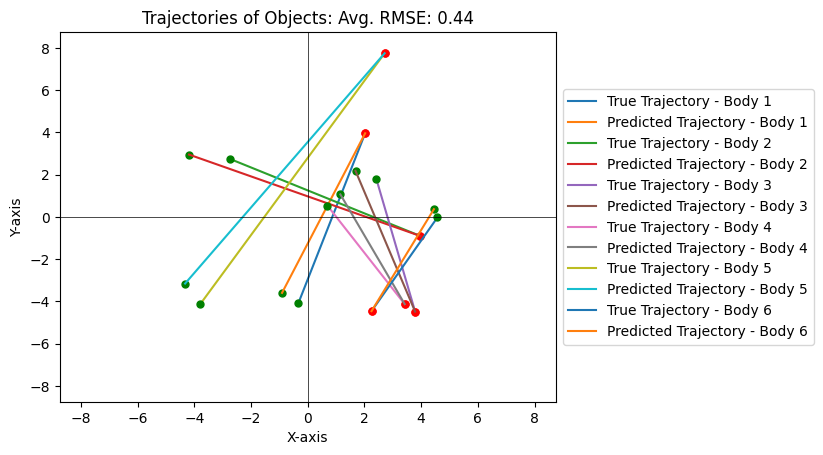 Trajectories of Objects: Avg. RMSE: 0.44
8
6
4
2
0
−2
−4
−6
−8
Y-axis
−8 −6 −4 −2 0 2 4 6 8
X-axis
True Trajectory - Body 1
Predicted Trajectory - Body 1
True Trajectory - Body 2
Predicted Trajectory - Body 2
True Trajectory - Body 3
Predicted Trajectory - Body 3
True Trajectory - Body 4
Predicted Trajectory - Body 4
True Trajectory - Body 5
Predicted Trajectory - Body 5
True Trajectory - Body 6
Predicted Trajectory - Body 6